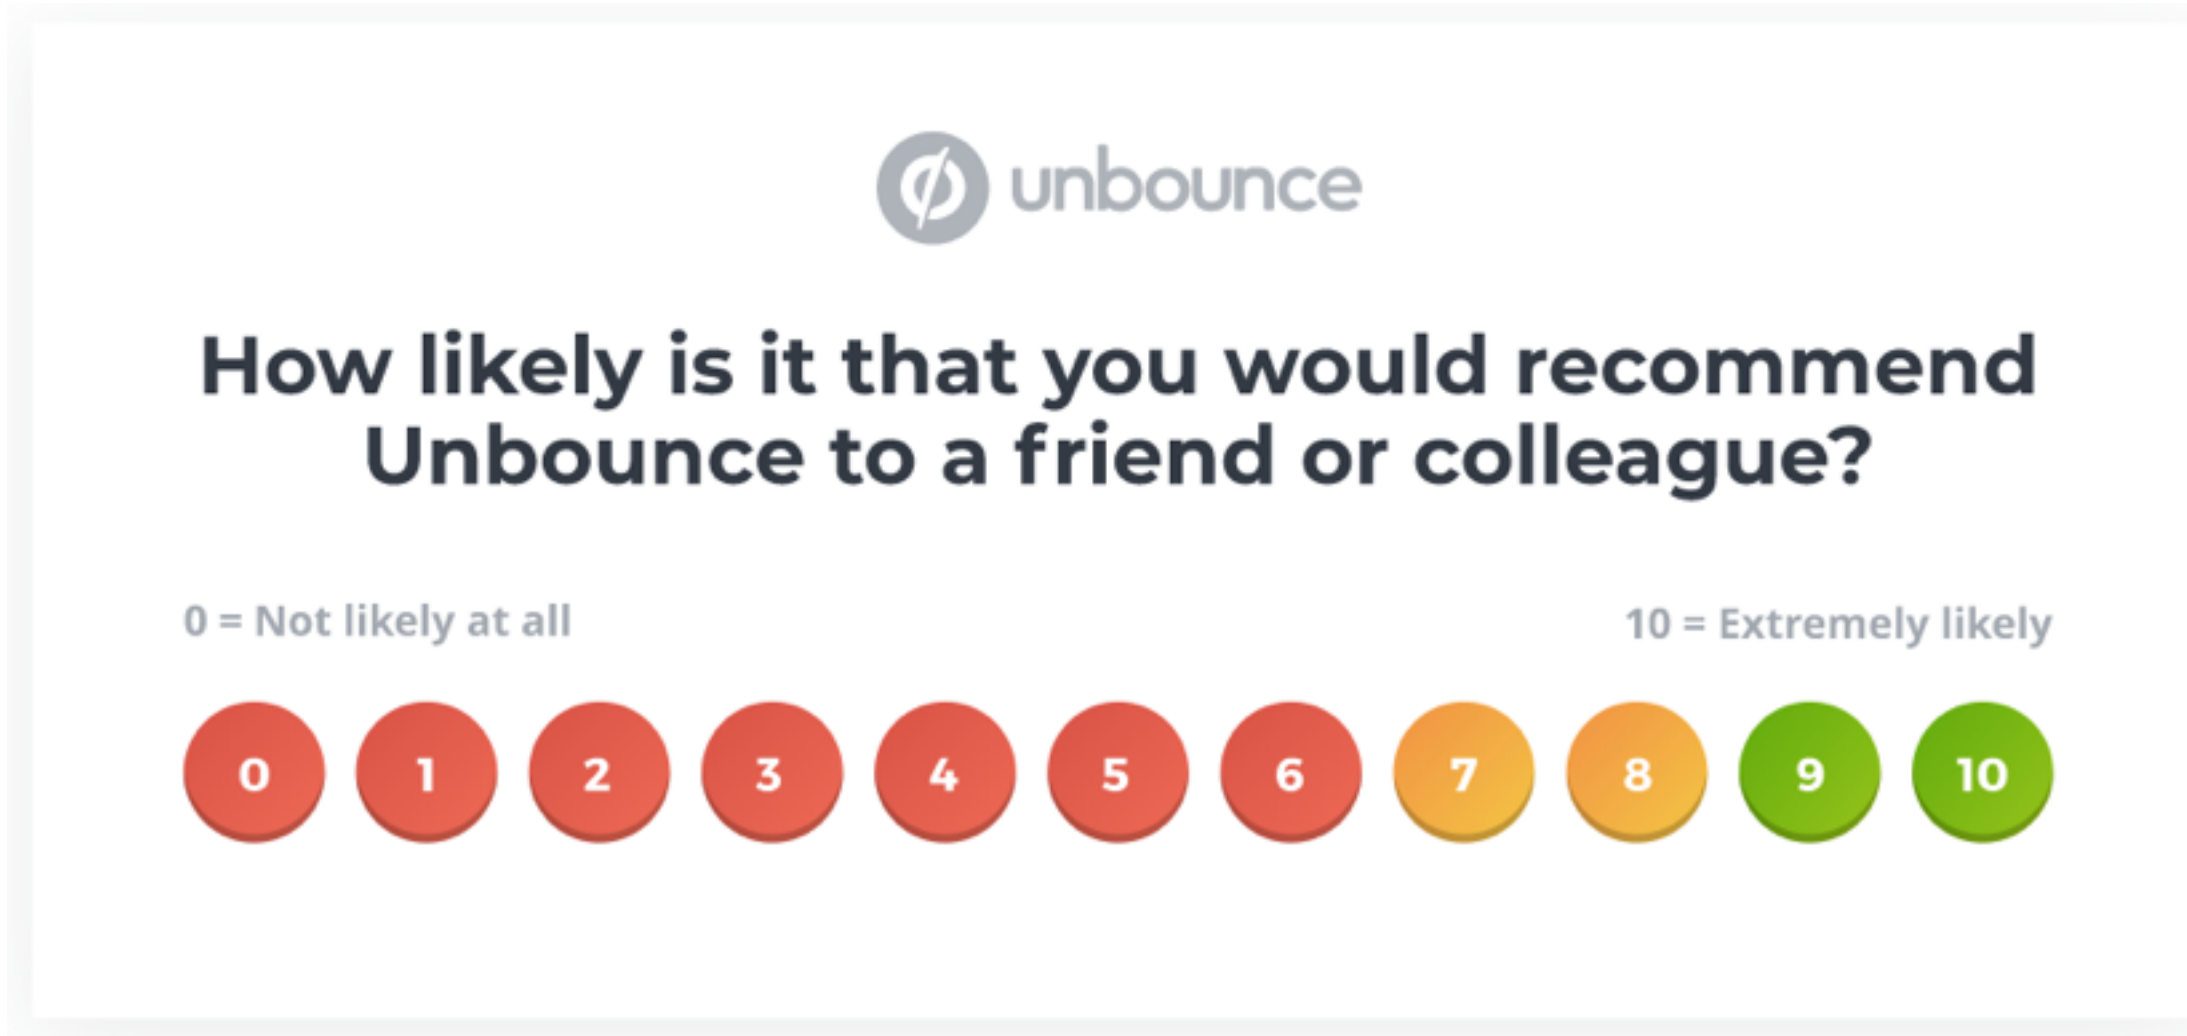 unbounce
How likely is it that you would recommend
Unbounce to a friend or colleague?
0 = Not likely at all 10 = Extremely likely
0 1 2 3 4 5 6 7 8 9 10